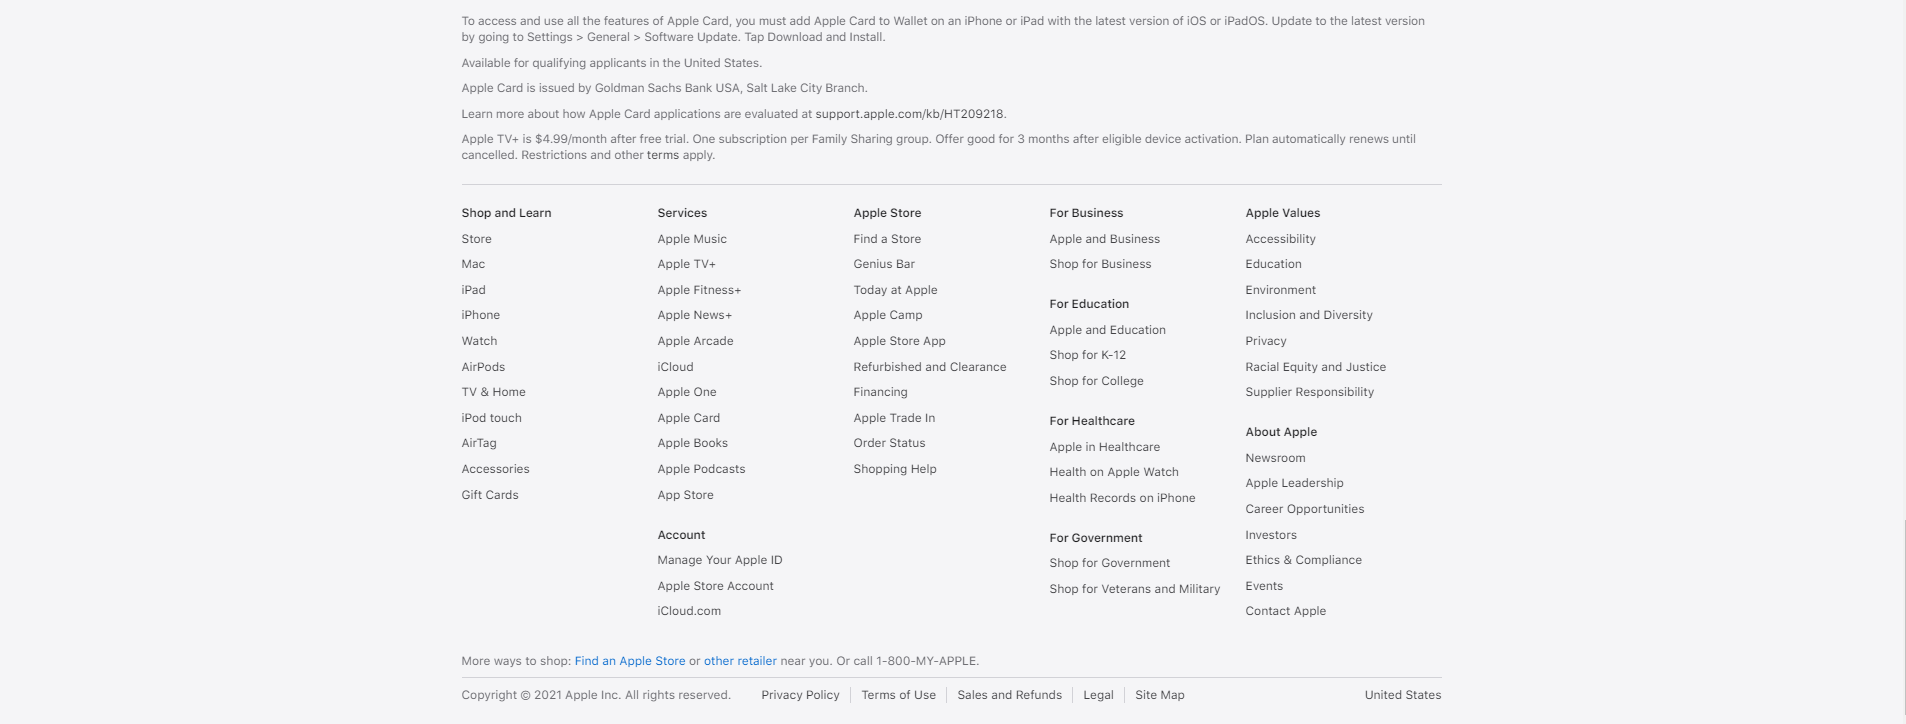 To access and use all the features of Apple Card, you must add Apple Card to Wallet on an iPhone or iPad with the latest version of iOS or iPadOS. Update to the latest version
by going to Settings > General > Software Update. Tap Download and Install.
Available for qualifying applicants in the United States.
Apple Card is issued by Goldman Sachs Bank USA, Salt Lake City Branch.
Learn more about how Apple Card applications are evaluated at support.apple.com/kb/HT209218.
Apple TV+ is $4.99/month after free trial. One subscription per Family Sharing group. Offer good for 3 months after eligible device activation. Plan automatically renews until
cancelled. Restrictions and other terms apply.
Shop and Learn
Store
Mac
iPad
iPhone
Watch
AirPods
TV & Home
iPod touch
AirTag
Accessories
Gift Cards
Services
Apple Music
Apple TV+
Apple Fitness+
Apple News+
Apple Arcade
iCloud
Apple One
Apple Card
Apple Books
Apple Podcasts
App Store
Account
Manage Your Apple ID
Apple Store Account
iCloud.com
Apple Store
Find a Store
Genius Bar
Today at Apple
Apple Camp
Apple Store App
Refurbished and Clearance
Financing
Apple Trade In
Order Status
Shopping Help
For Business
Apple and Business
Shop for Business
For Education
Apple and Education
Shop for K-12
Shop for College
For Healthcare
Apple in Healthcare
Health on Apple Watch
Health Records on iPhone
For Government
Shop for Government
Shop for Veterans and Military
Apple Values
Accessibility
Education
Environment
Inclusion and Diversity
Privacy
Racial Equity and Justice
Supplier Responsibility
About Apple
Newsroom
Apple Leadership
Career Opportunities
Investors
Ethics & Compliance
Events
Contact Apple
More ways to shop: Find an Apple Store or other retailer near you. Or call 1-800-MY-APPLE.
Copyright © 2021 Apple Inc. All rights reserved. Privacy Policy Terms of Use Sales and Refunds Legal Site Map United States